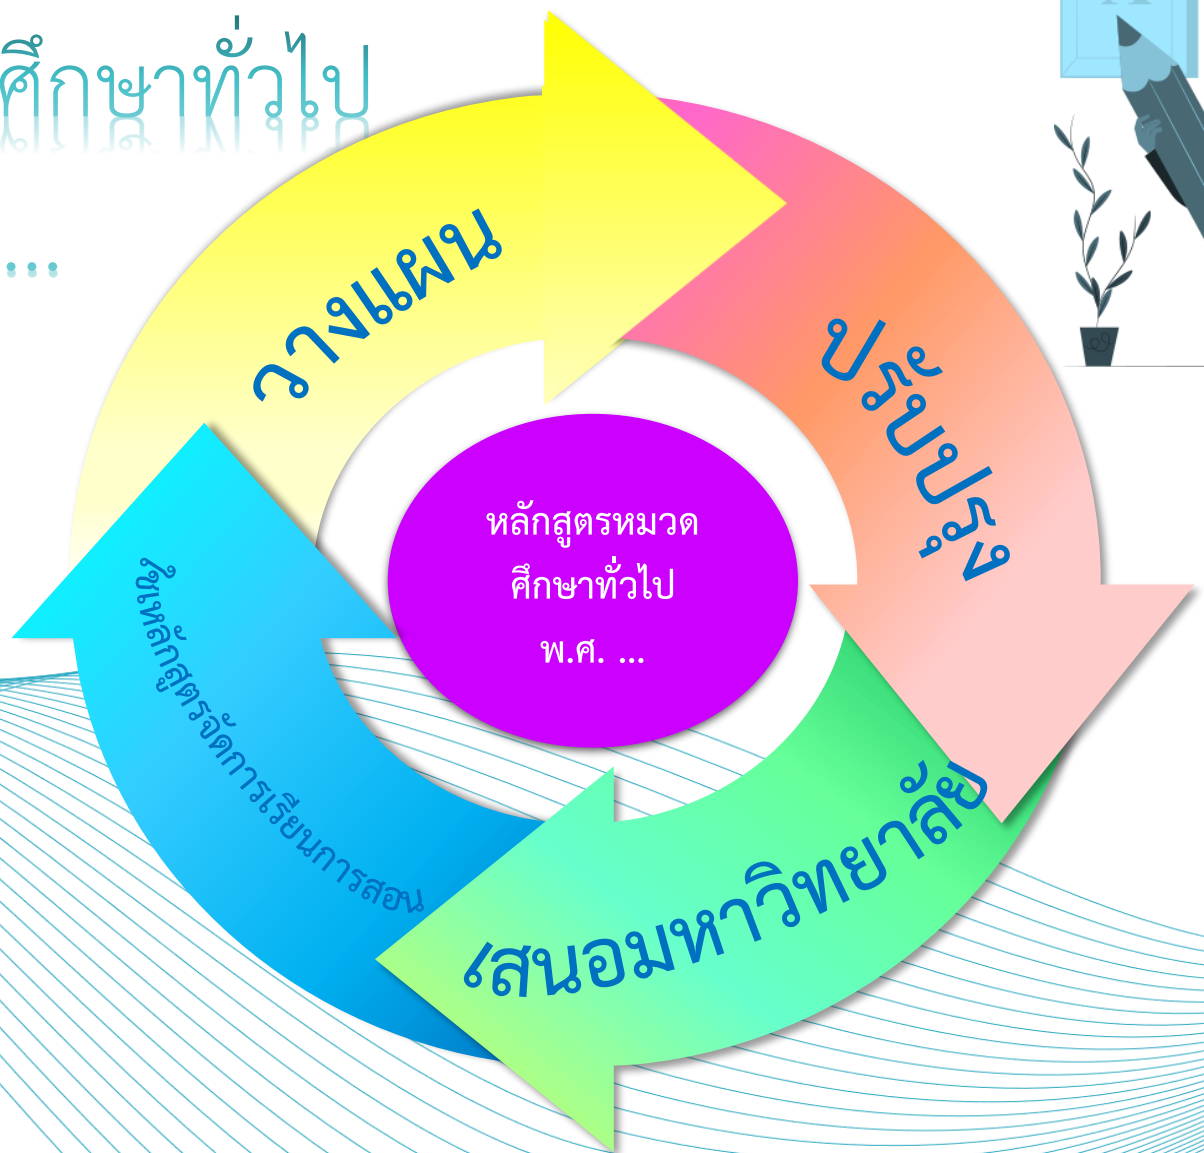 ศึกษาทั่วไป
...
วางแผน
ปรับปรุง
เสนอมหาวิทยาลัย
ใช้หลักสูตรจัดการเรียนการสอน
หลักสูตรหมวด
ศึกษาทั่วไป
พ.ศ. ...